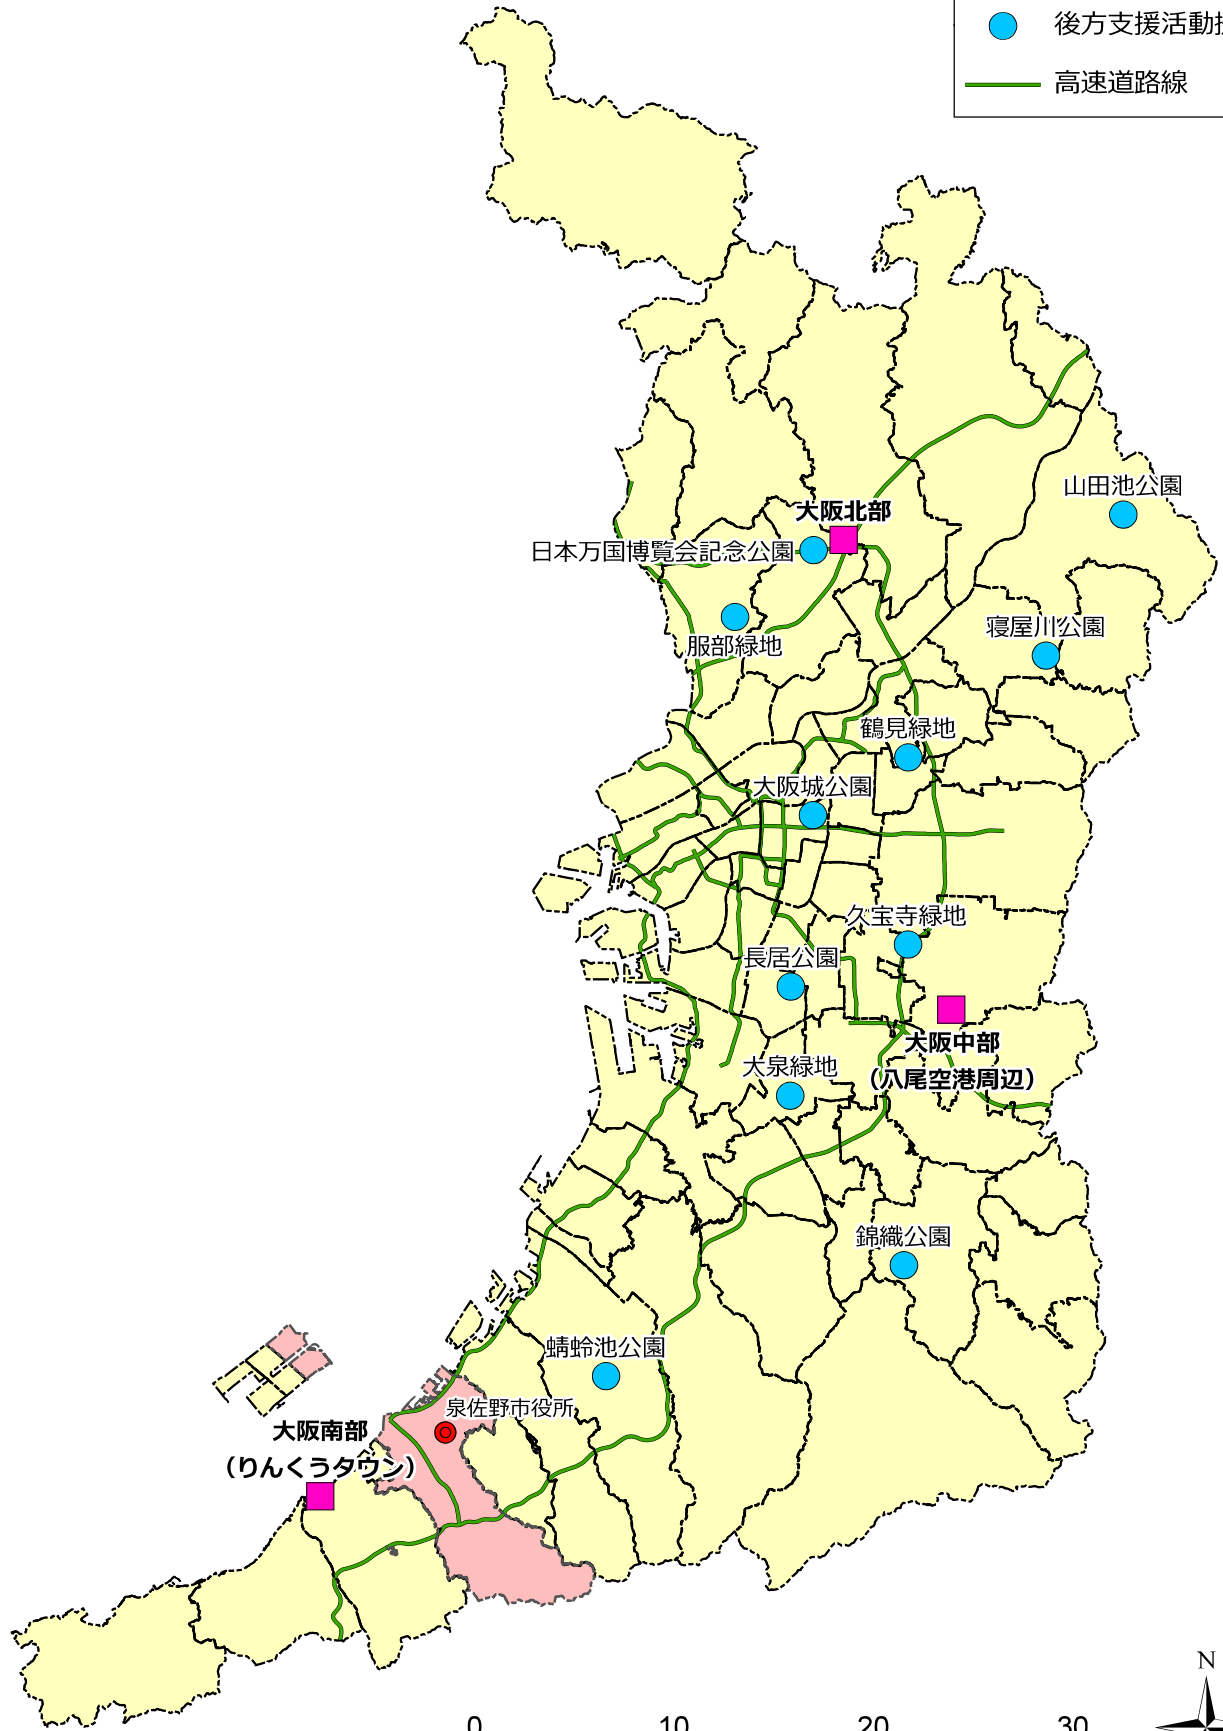 後方支援活動
高速道路線
山田池公園
大阪北部
日本万国博覧会記念公園
寝屋川公園
服部緑地
鶴見緑地
大阪城公園
久宝寺緑地
長居公園
大阪中部
（八尾空港周辺）
大泉緑地
錦織公園
蜻蛉池公園
泉佐野市役所
大阪南部
（りんくうタウン）
N
0 10 20 30